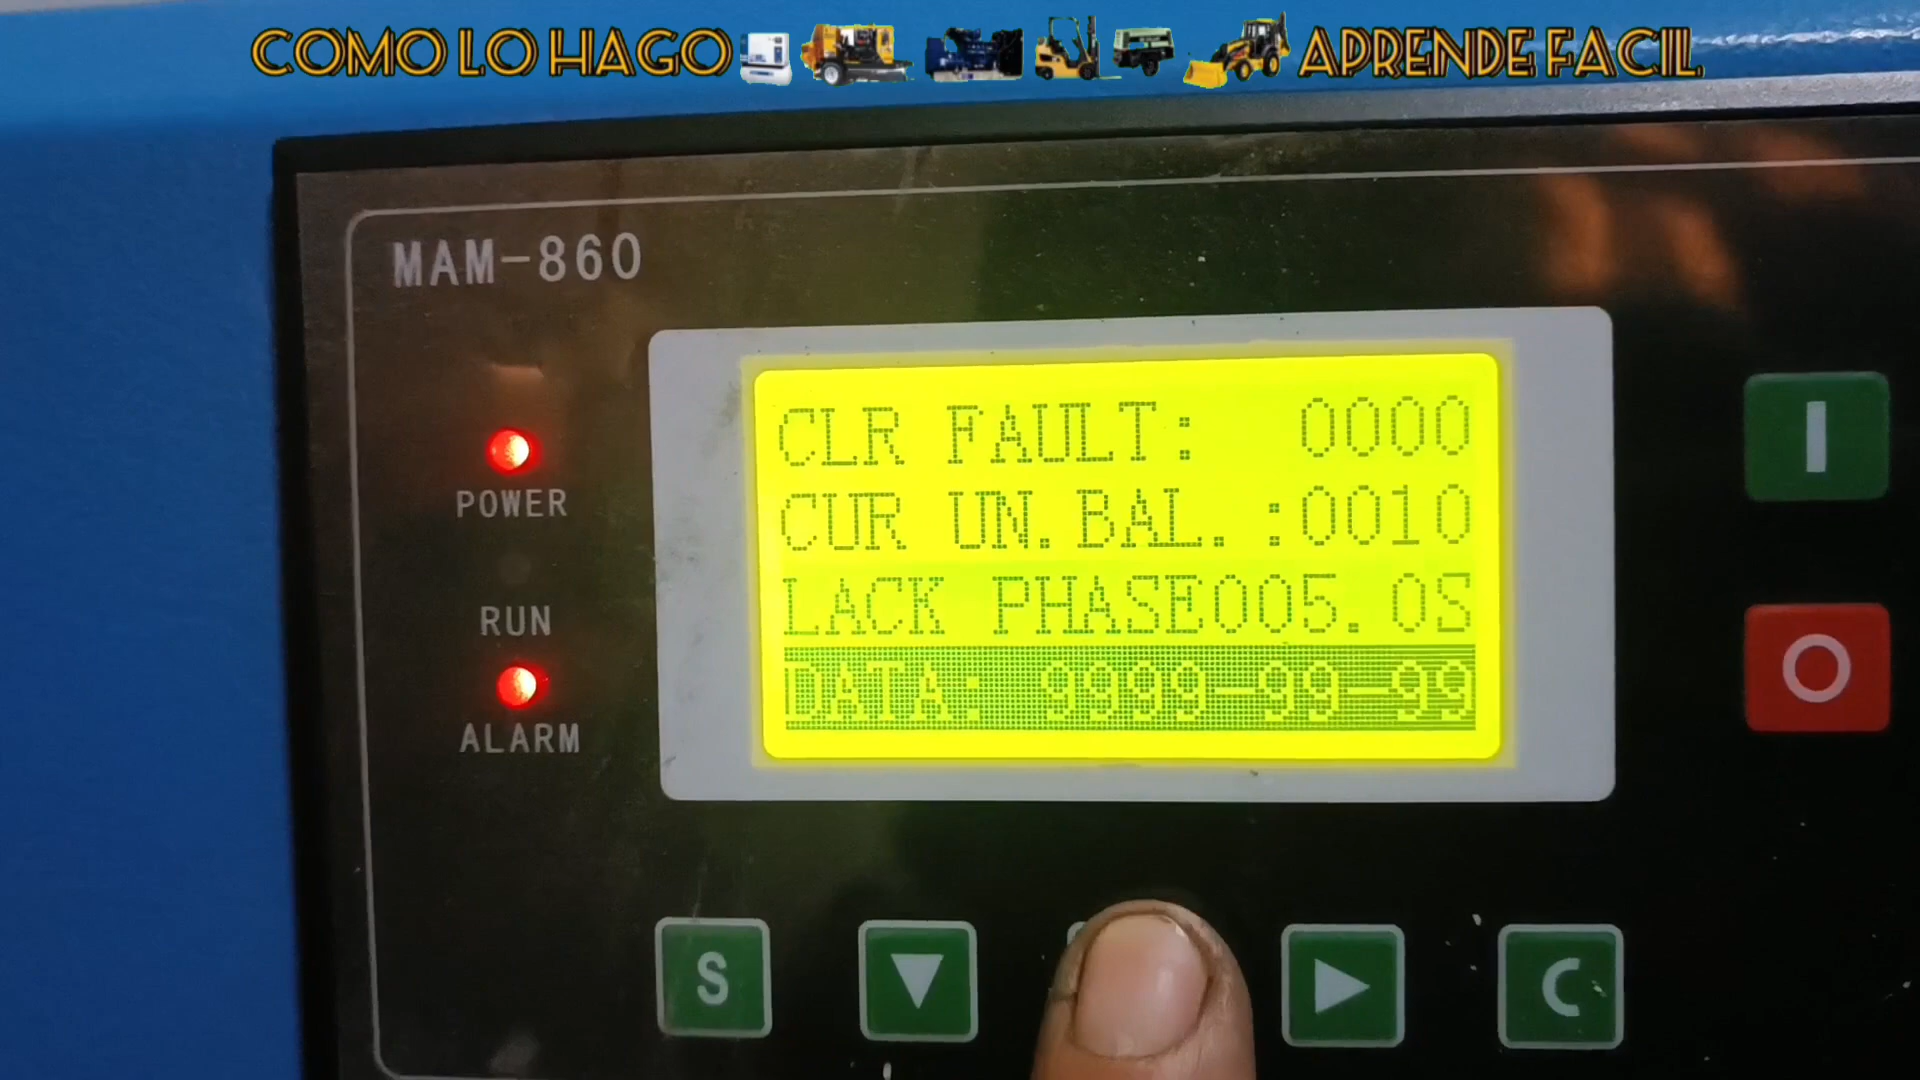 COMO LO HAGO APRENDE FACIL
MAM-860
POWER
RUN
ALARM
CLR FAULT: 0000
CUR UN.BAL.:0010
LACK PHASE005.0S
DATA: 9999-99-99
S
C